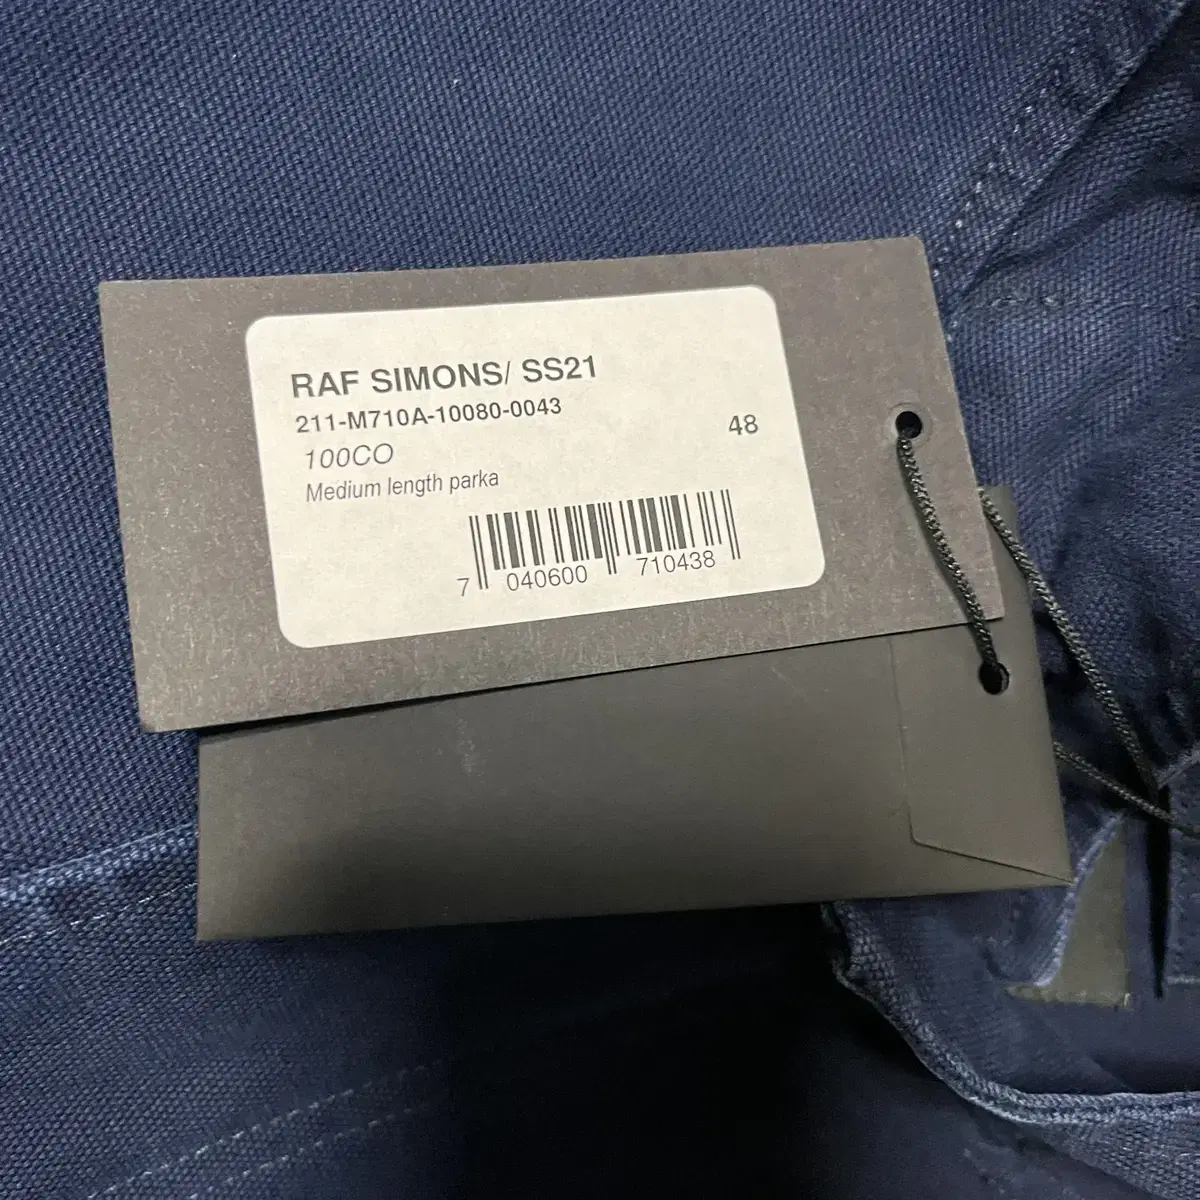 RAF SIMONS/ SS21
211-M710A-10080-0043
48
100CO
Medium length parka
7 040600 710438